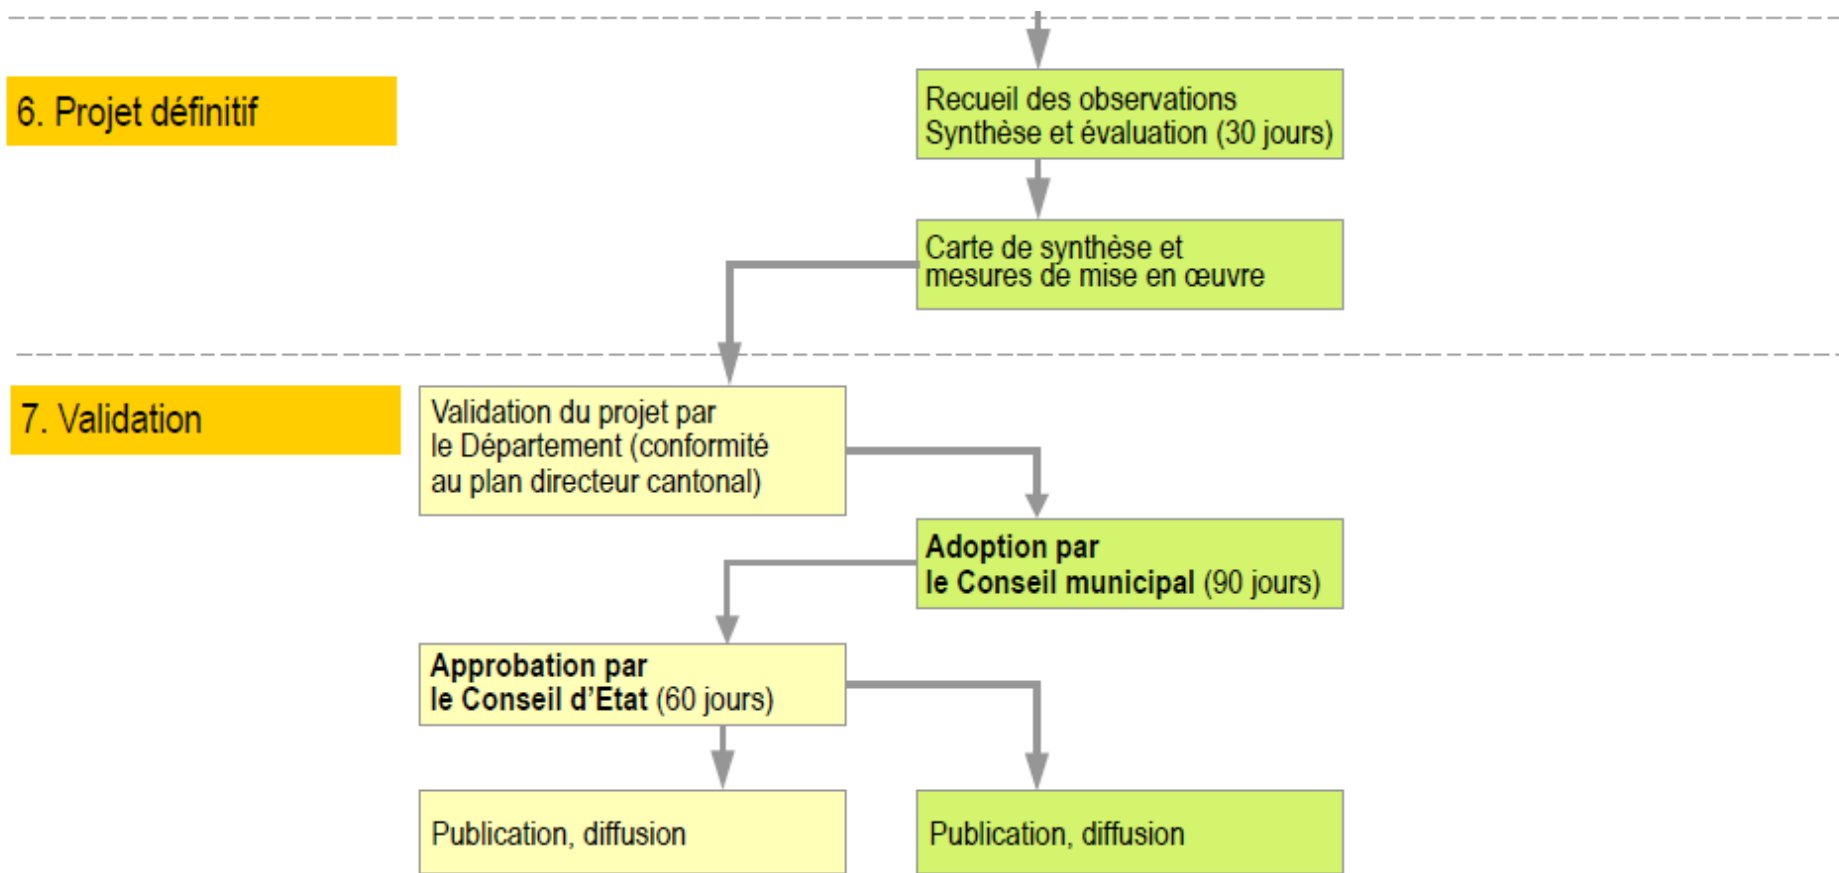 6. Projet définitif
Recueil des observations
Synthèse et évaluation (30 jours)
Carte de synthèse et
mesures de mise en œuvre
7. Validation
Validation du projet par
le Département (conformité
au plan directeur cantonal)
Adoption par
le Conseil municipal (90 jours)
Approbation par
le Conseil d'Etat (60 jours)
Publication, diffusion
Publication, diffusion